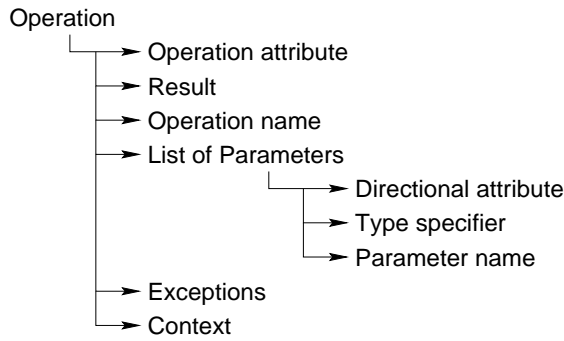 Operation
Operation attribute
Result
Operation name
List of Parameters
Directional attribute
Type specifier
Parameter name
Exceptions
Context